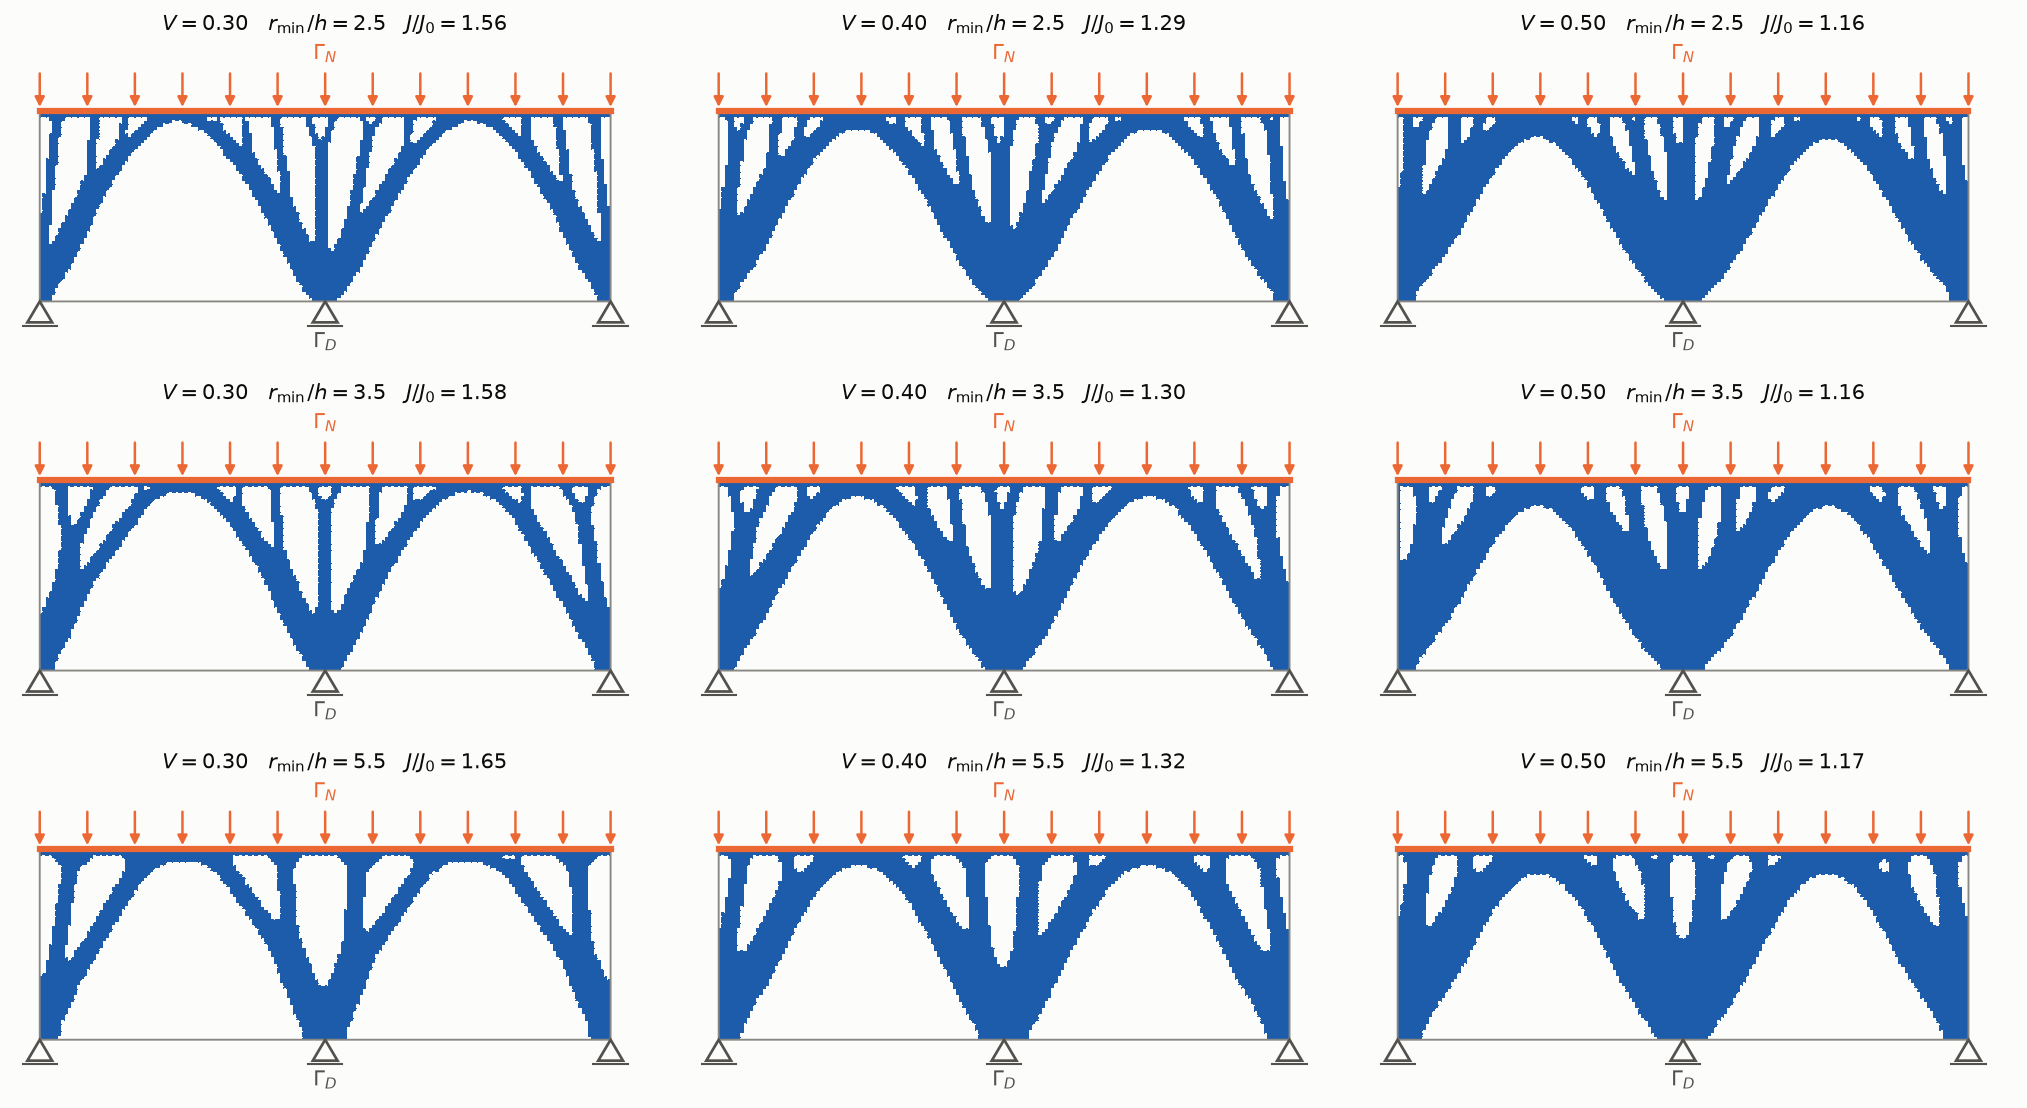 V = 0.30 r_min/h = 2.5 J/J_0 = 1.56
Γ_N
Γ_D
V = 0.40 r_min/h = 2.5 J/J_0 = 1.29
Γ_N
Γ_D
V = 0.50 r_min/h = 2.5 J/J_0 = 1.16
Γ_N
Γ_D
V = 0.30 r_min/h = 3.5 J/J_0 = 1.58
Γ_N
Γ_D
V = 0.40 r_min/h = 3.5 J/J_0 = 1.30
Γ_N
Γ_D
V = 0.50 r_min/h = 3.5 J/J_0 = 1.16
Γ_N
Γ_D
V = 0.30 r_min/h = 5.5 J/J_0 = 1.65
Γ_N
Γ_D
V = 0.40 r_min/h = 5.5 J/J_0 = 1.32
Γ_N
Γ_D
V = 0.50 r_min/h = 5.5 J/J_0 = 1.17
Γ_N
Γ_D